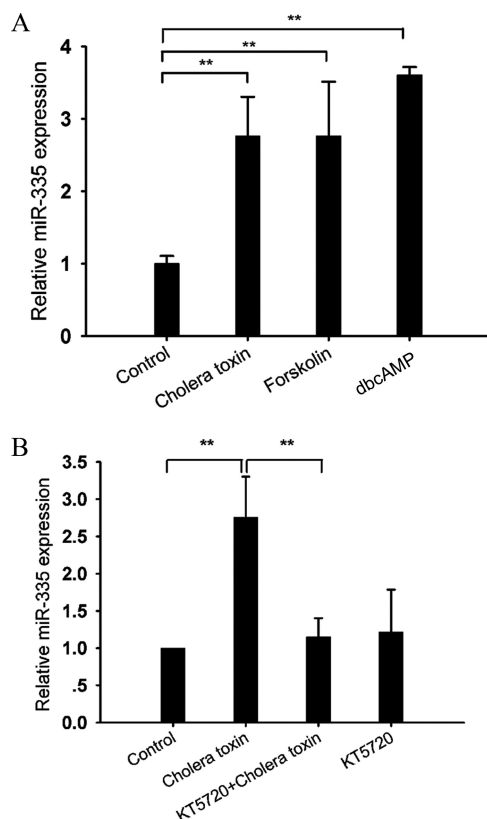 A
**
**
**
Relative miR-335 expression
4
3
2
1
0
Control
Cholera toxin
Forskolin
dbcAMP
B
**
**
Relative miR-335 expression
3.5
3.0
2.5
2.0
1.5
1.0
.5
0.0
Control
Cholera toxin
KT5720+Cholera toxin
KT5720